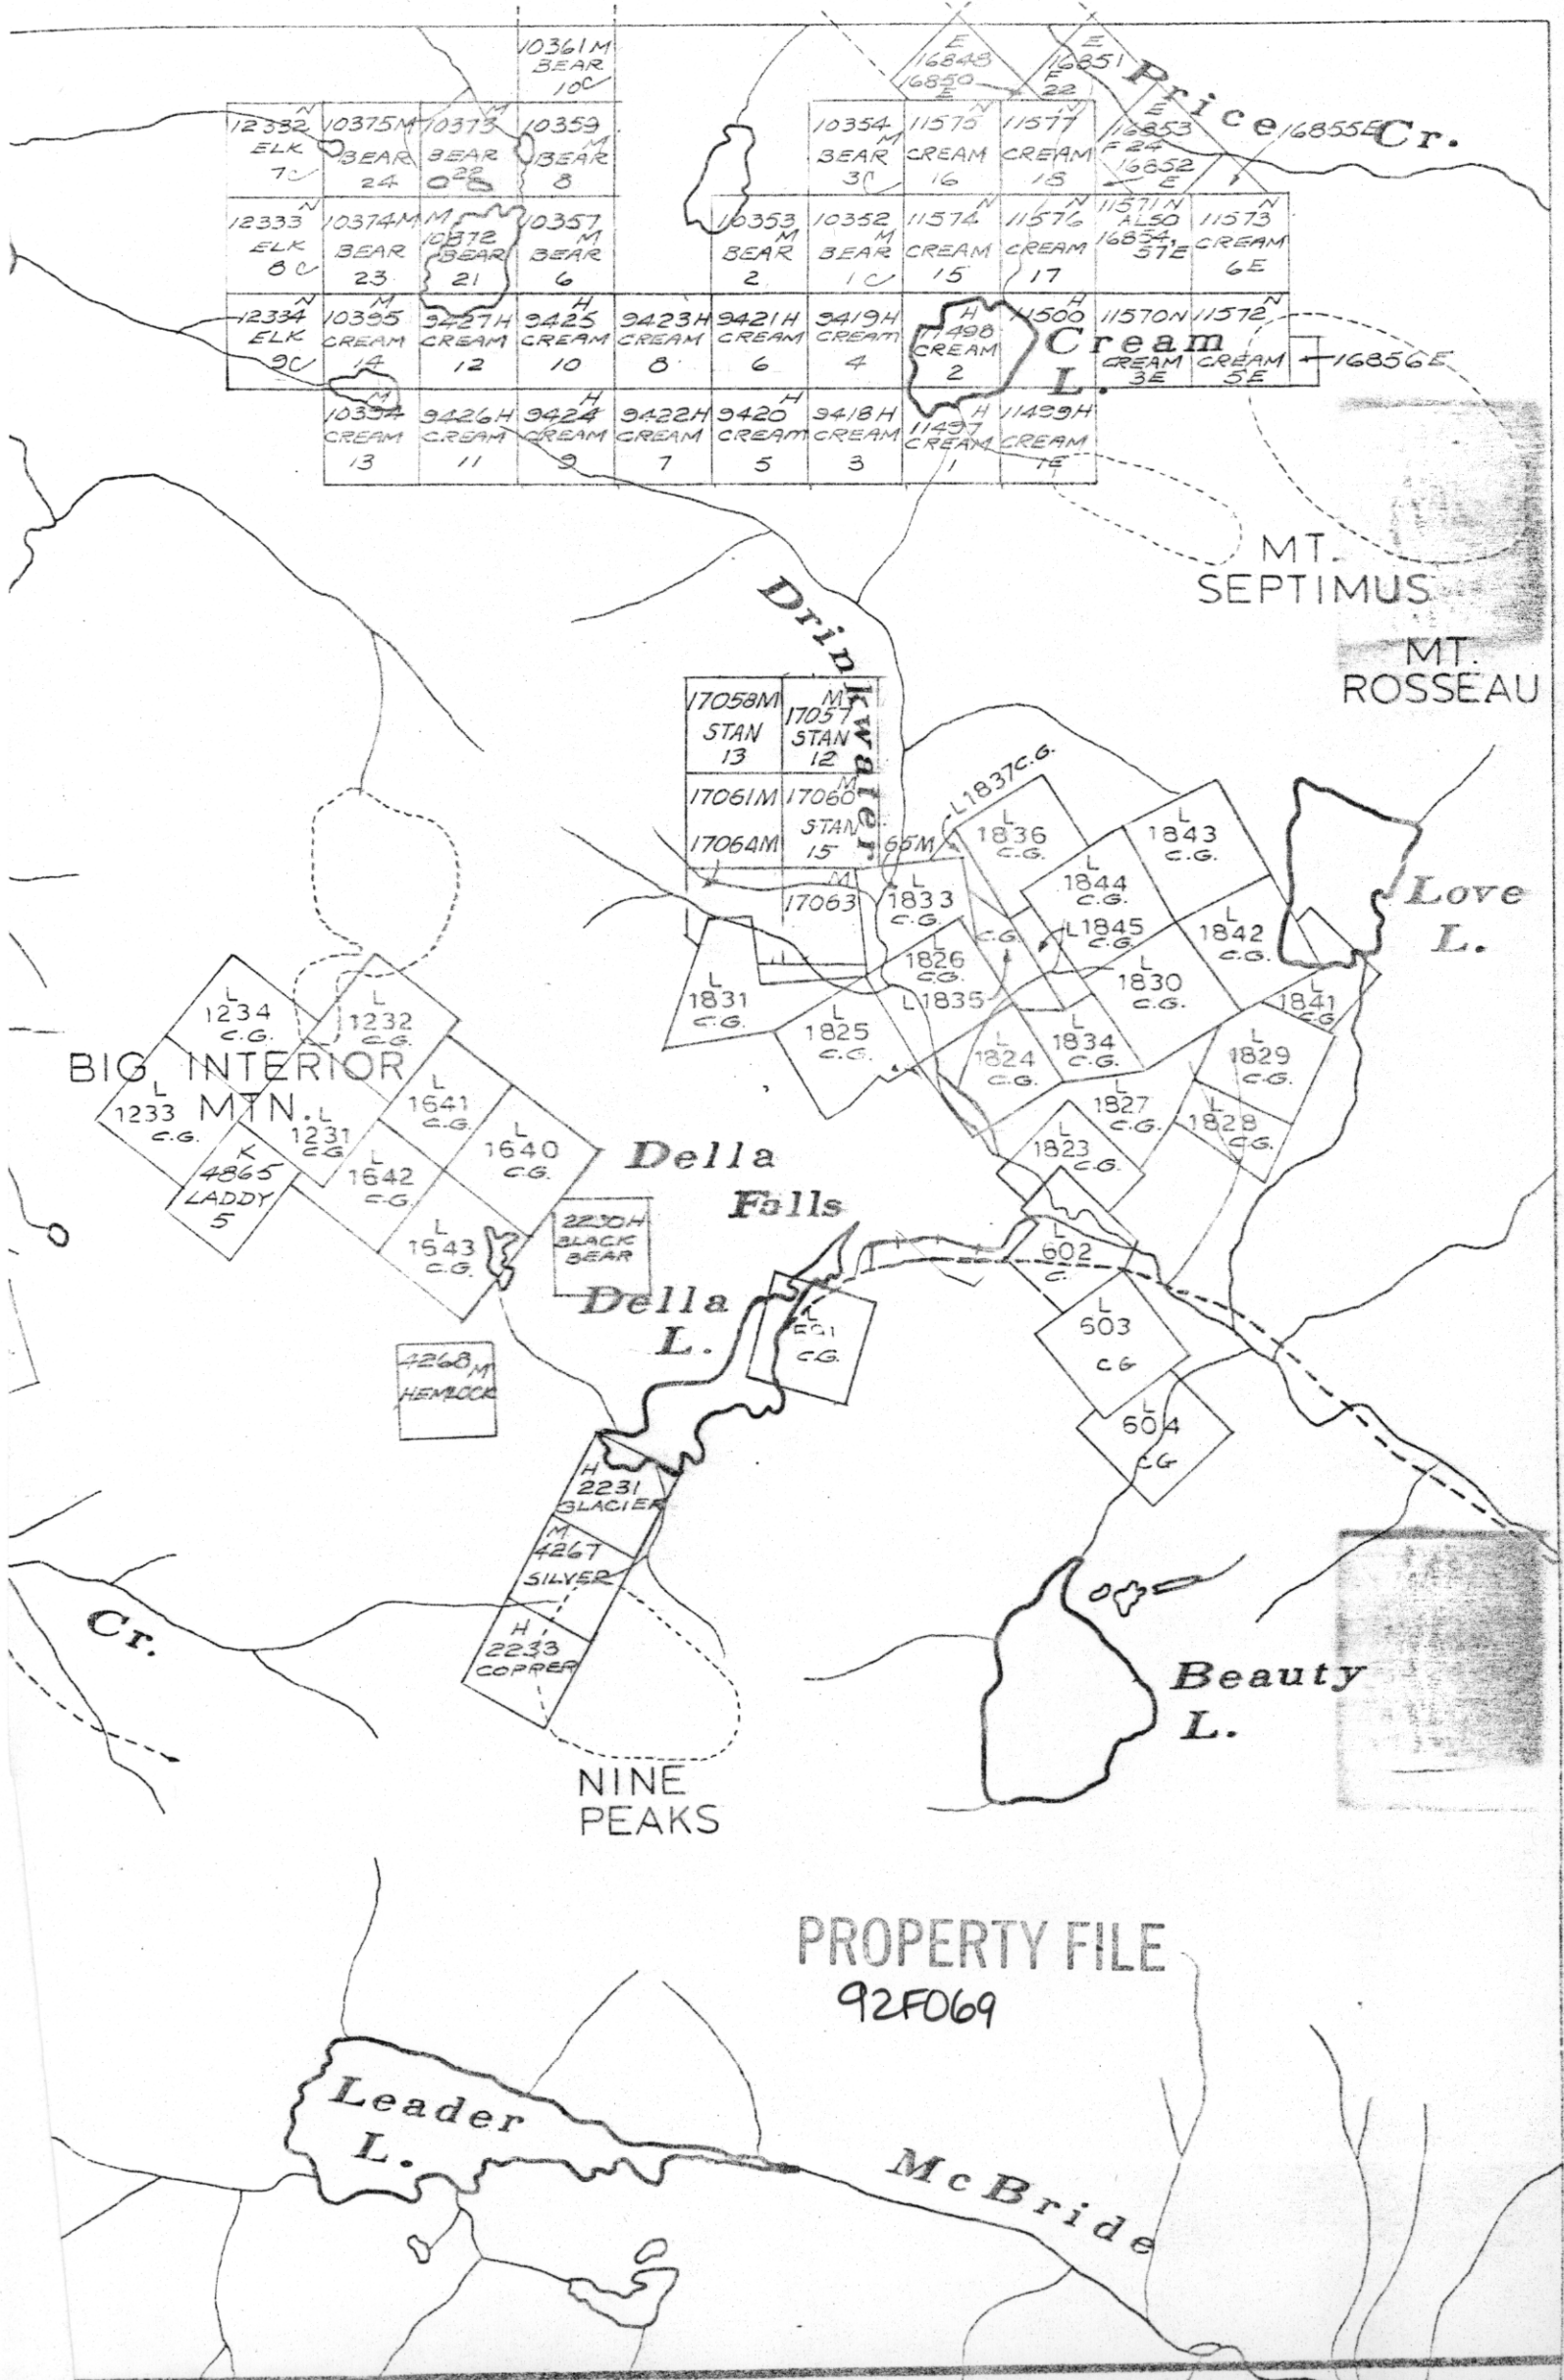 10361M
BEAR
10C
E
16848
16850
E
E
16851
F
22
Price Cr.
E
16853
F 24
16852
E
16855E
N
12332
ELK
7C
10375M
BEAR
24
M
10373
BEAR
22
10359
M
BEAR
8
10354
M
BEAR
3C
N
11575
CREAM
16
N
11577
CREAM
18
N
12333
ELK
8C
10374M
BEAR
23
M
10372
BEAR
21
10357
M
BEAR
6
10353
M
BEAR
2
10352
M
BEAR
1C
N
11574
CREAM
15
N
11576
CREAM
17
11571N
ALSO
16854,
57E
N
11573
CREAM
6E
N
12334
ELK
9C
M
10395
CREAM
14
9427H
CREAM
12
H
9425
CREAM
10
9423H
CREAM
8
9421H
CREAM
6
9419H
CREAM
4
H
11498
CREAM
2
H
11500
Cream
L.
11570N
CREAM
3E
N
11572
CREAM
5E
16856E
M
10394
CREAM
13
9426H
CREAM
11
H
9424
CREAM
9
9422H
CREAM
7
H
9420
CREAM
5
9418H
CREAM
3
H
11497
CREAM
1
11499H
CREAM
1E
MT.
SEPTIMUS
MT.
ROSSEAU
Drinkwater
17058M
STAN
13
M
17057
STAN
12
17061M
17064M
M
17060
STAN
15
65M
M
17063
L1837C.G.
L
1836
C.G.
L
1843
C.G.
L
1844
C.G.
L
1833
C.G.
C.G.
L1845
C.G.
L
1842
C.G.
Love
L.
L
1826
C.G.
L1835
L
1830
C.G.
L
1841
C.G.
L
1831
C.G.
L
1825
C.G.
L
1824
C.G.
L
1834
C.G.
L
1829
C.G.
L
1827
C.G.
L
1828
C.G.
L
1823
C.G.
L
1234
C.G.
L
1232
C.G.
BIG INTERIOR
MTN.
L
1233
C.G.
L
1231
C.G.
L
1641
C.G.
L
1640
C.G.
L
1642
C.G.
K
4865
LADDY
5
L
1643
C.G.
Della
Falls
2230H
BLACK
BEAR
Della
L.
L
C.G.
L
602
C.
L
603
CG
L
604
CG
4268M
HEMLOCK
H
2231
GLACIER
M
4267
SILVER
H
2233
COPPER
Cr.
NINE
PEAKS
Beauty
L.
PROPERTY FILE
92F069
Leader
L.
McBride